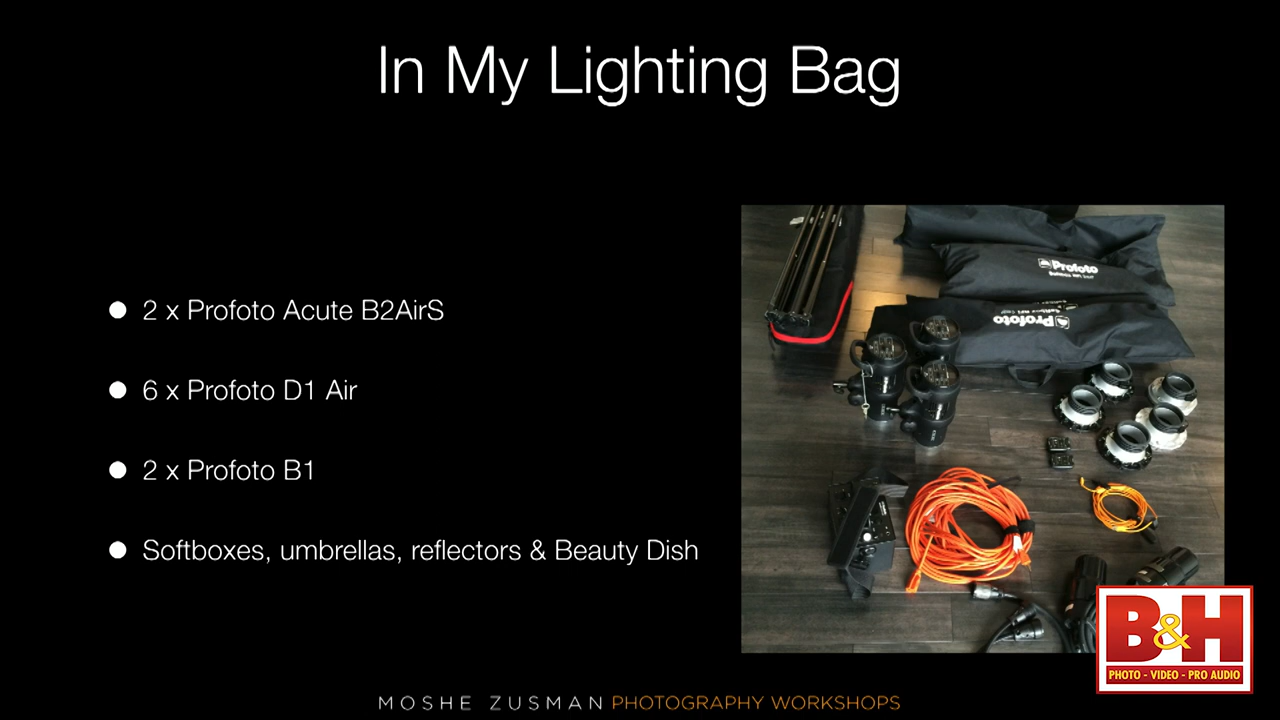 In My Lighting Bag
2 x Profoto Acute B2AirS
6 x Profoto D1 Air
2 x Profoto B1
Softboxes, umbrellas, reflectors & Beauty Dish
Profoto
Profoto
B&H
PHOTO - VIDEO - PRO AUDIO
MOSHE ZUSMAN PHOTOGRAPHY WORKSHOPS